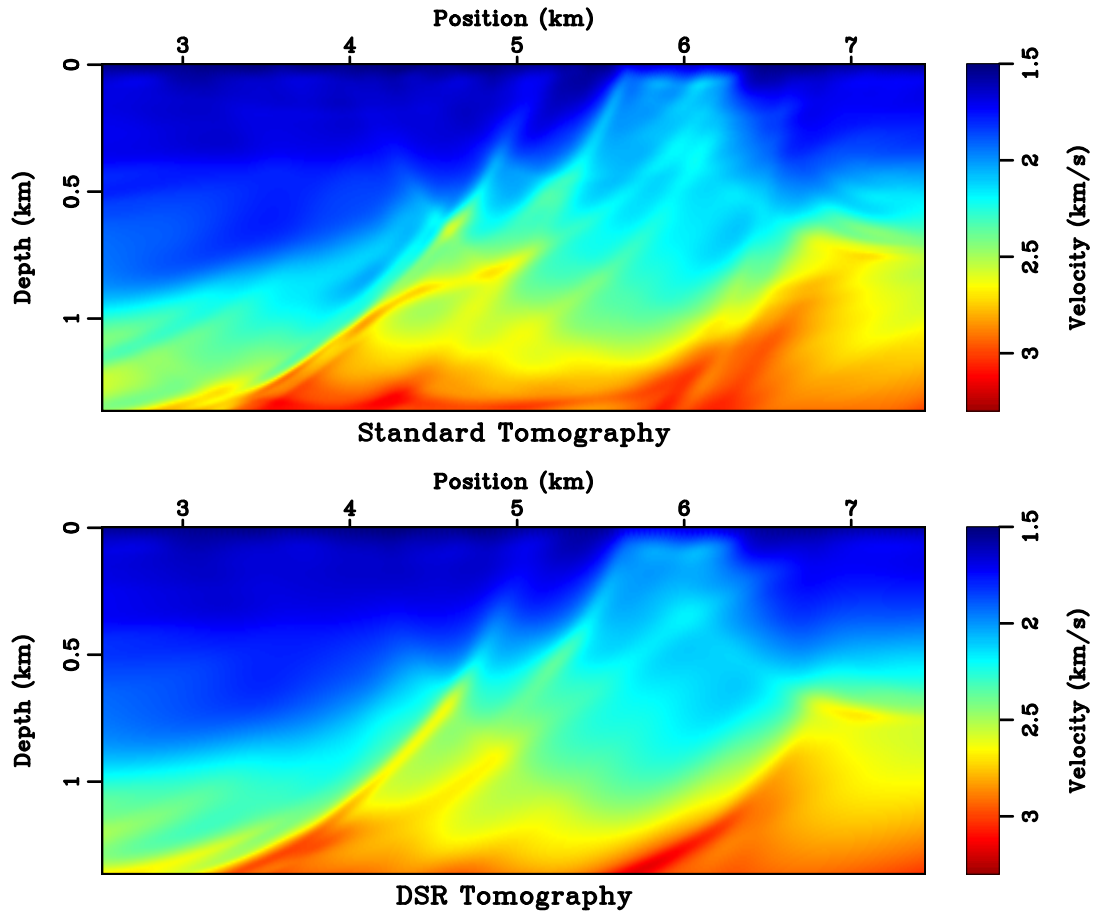 Position (km)
3 4 5 6 7
0
0.5
1
Depth (km)
1.5
2
2.5
3
Velocity (km/s)
Standard Tomography
Position (km)
3 4 5 6 7
0
0.5
1
Depth (km)
1.5
2
2.5
3
Velocity (km/s)
DSR Tomography